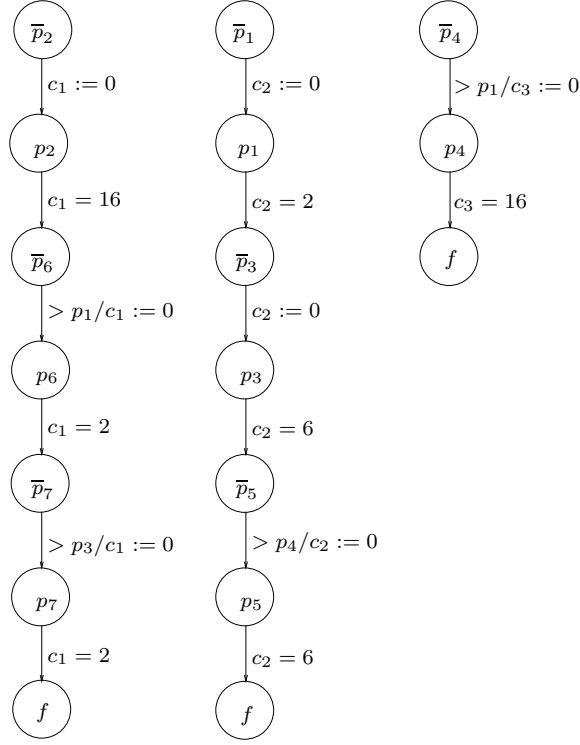 p̅₂
c₁ := 0
p₂
c₁ = 16
p̅₆
> p₁/c₁ := 0
p₆
c₁ = 2
p̅₇
> p₃/c₁ := 0
p₇
c₁ = 2
f
p̅₁
c₂ := 0
p₁
c₂ = 2
p̅₃
c₂ := 0
p₃
c₂ = 6
p̅₅
> p₄/c₂ := 0
p₅
c₂ = 6
f
p̅₄
> p₁/c₃ := 0
p₄
c₃ = 16
f